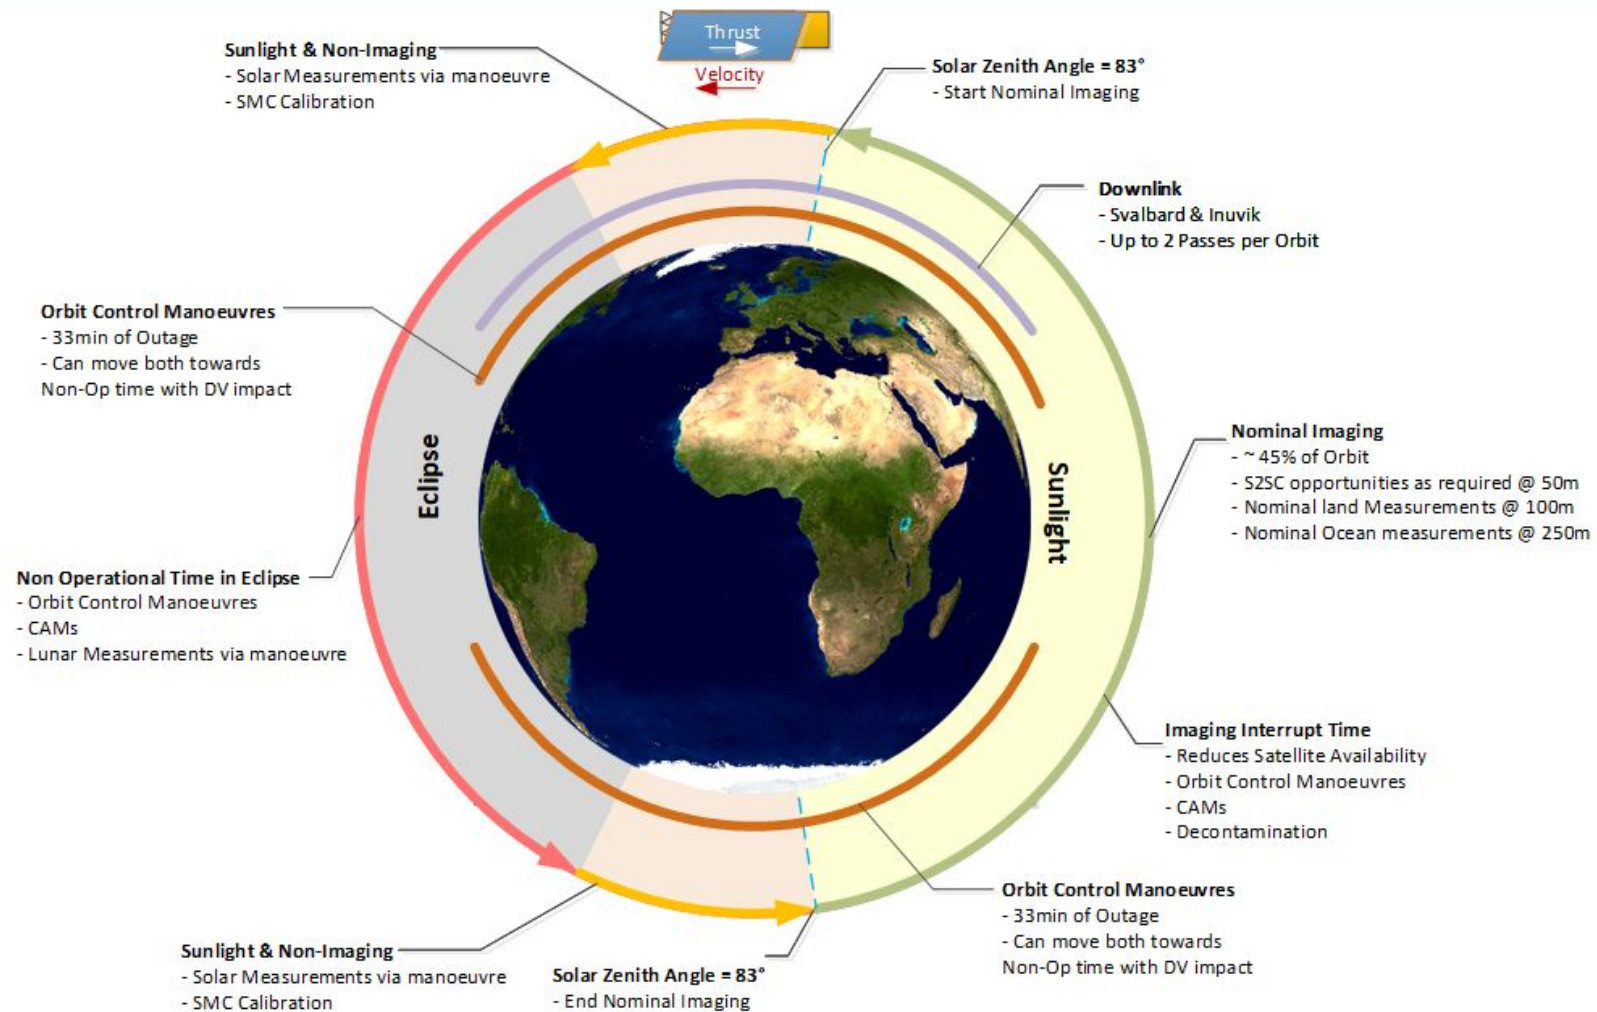 Thrust
Velocity
Sunlight & Non-Imaging
- Solar Measurements via manoeuvre
- SMC Calibration
Solar Zenith Angle = 83°
- Start Nominal Imaging
Downlink
- Svalbard & Inuvik
- Up to 2 Passes per Orbit
Orbit Control Manoeuvres
- 33min of Outage
- Can move both towards
Non-Op time with DV impact
Eclipse
Sunlight
Nominal Imaging
- ~ 45% of Orbit
- S2SC opportunities as required @ 50m
- Nominal land Measurements @ 100m
- Nominal Ocean measurements @ 250m
Non Operational Time in Eclipse
- Orbit Control Manoeuvres
- CAMs
- Lunar Measurements via manoeuvre
Imaging Interrupt Time
- Reduces Satellite Availability
- Orbit Control Manoeuvres
- CAMs
- Decontamination
Orbit Control Manoeuvres
- 33min of Outage
- Can move both towards
Non-Op time with DV impact
Sunlight & Non-Imaging
- Solar Measurements via manoeuvre
- SMC Calibration
Solar Zenith Angle = 83°
- End Nominal Imaging